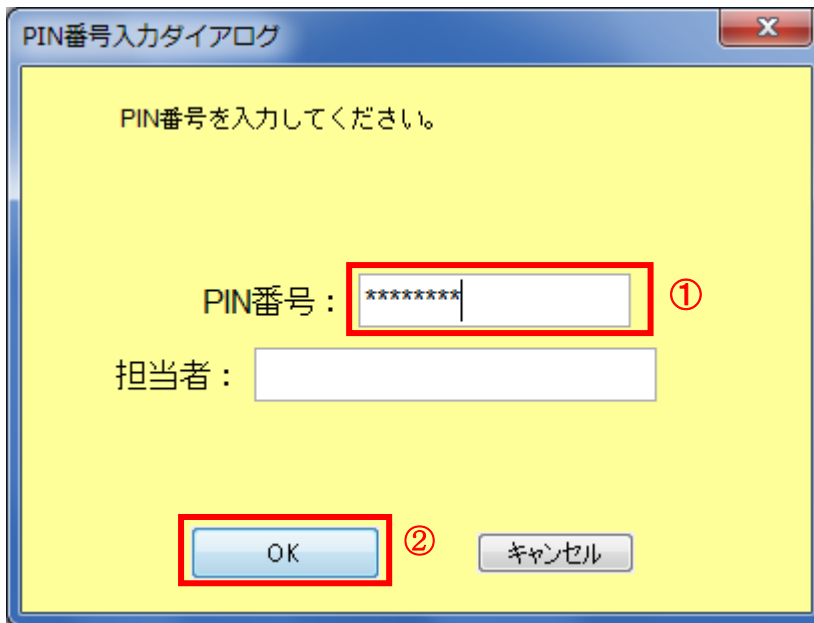 PIN番号入力ダイアログ
PIN番号を入力してください。
PIN番号： ******** ①
担当者：
OK ② キャンセル